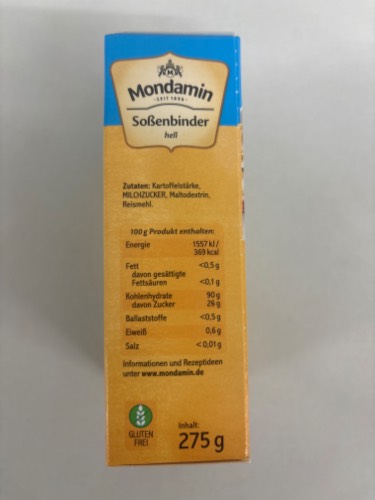 Mondamin
SEIT 1896
Soßenbinder
hell
Zutaten: Kartoffelstärke,
MILCHZUCKER, Maltodextrin,
Reismehl.
100 g Produkt enthalten:
Energie 1557 kJ/
369 kcal
Fett <0,5 g
davon gesättigte
Fettsäuren <0,1 g
Kohlenhydrate 90 g
davon Zucker 26 g
Ballaststoffe <0,5 g
Eiweiß 0,6 g
Salz < 0,01 g
Informationen und Rezeptideen
unter www.mondamin.de
GLUTEN
FREI
Inhalt:
275 g